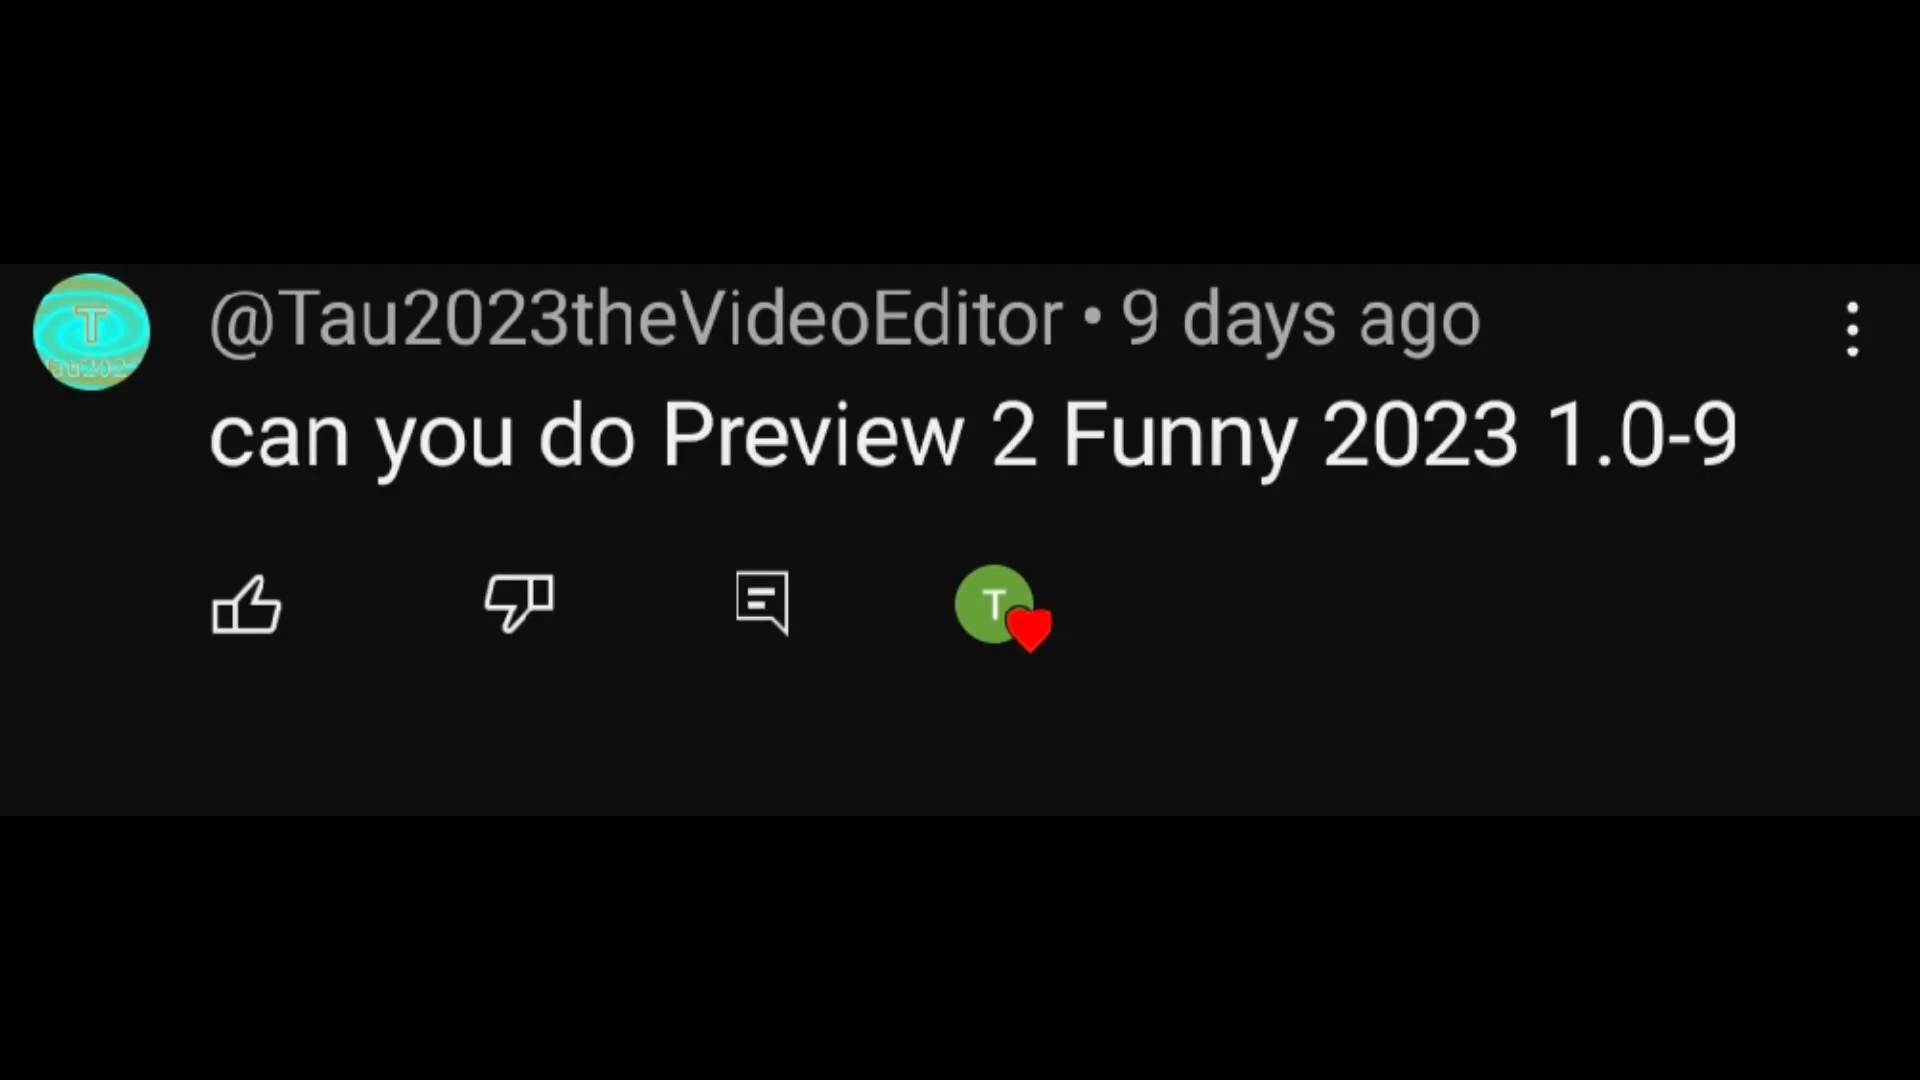 @Tau2023theVideoEditor • 9 days ago
can you do Preview 2 Funny 2023 1.0-9
T
T